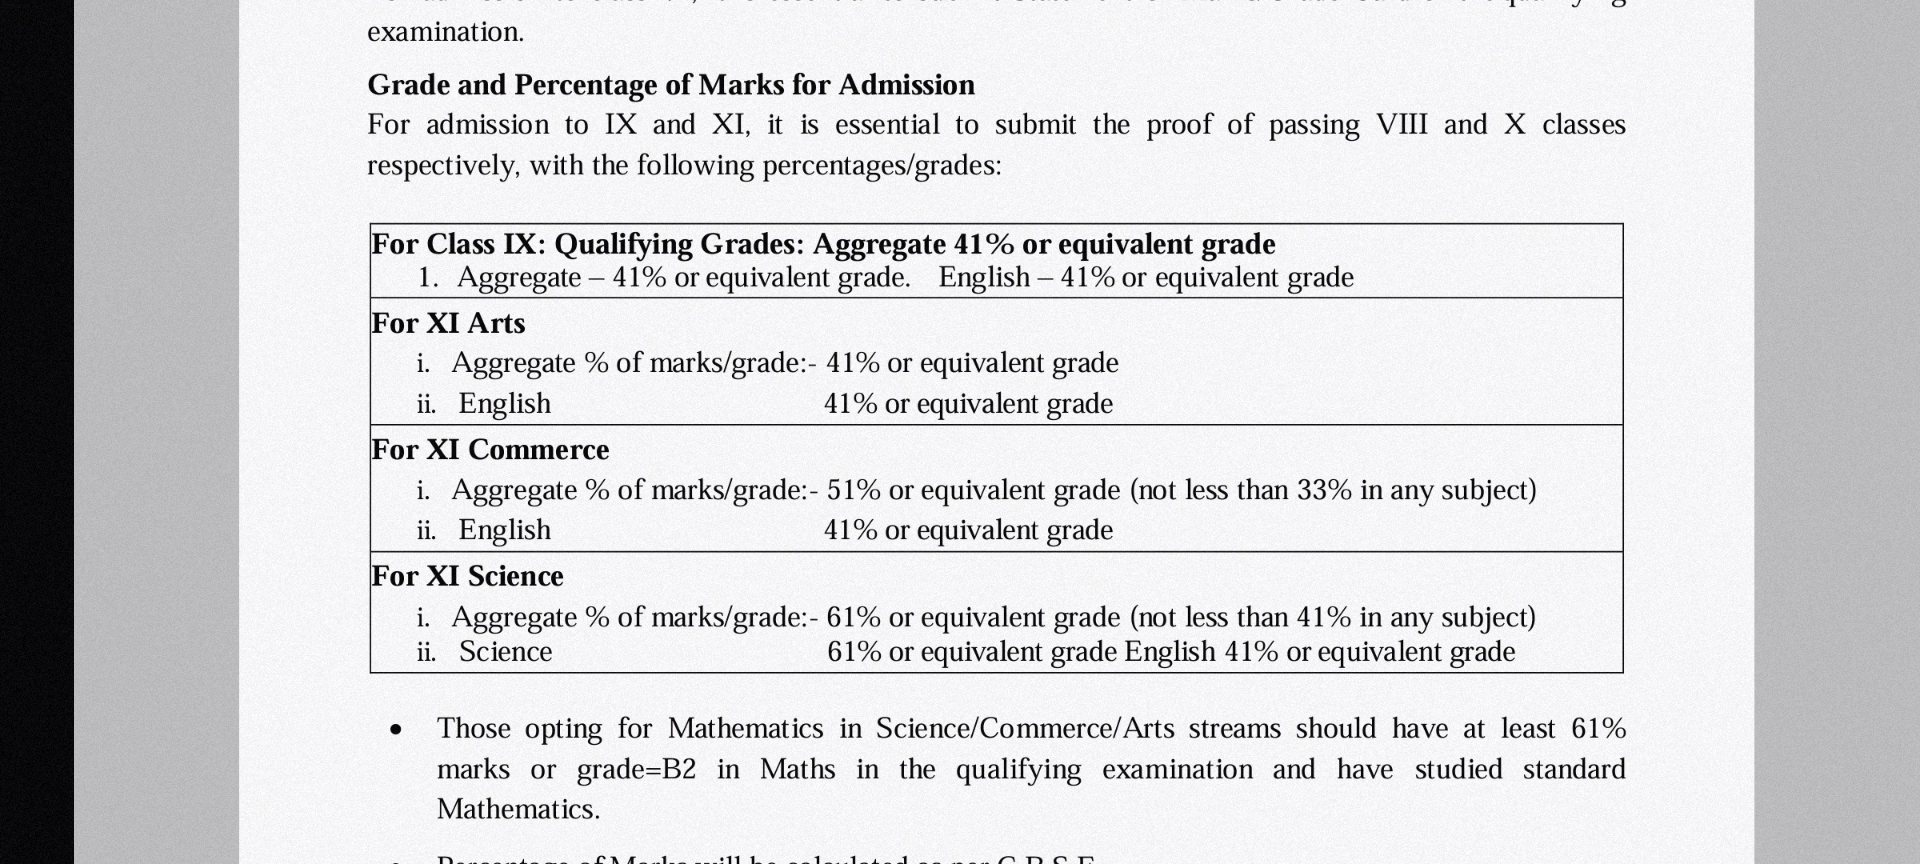 examination.
Grade and Percentage of Marks for Admission
For admission to IX and XI, it is essential to submit the proof of passing VIII and X classes
respectively, with the following percentages/grades:
For Class IX: Qualifying Grades: Aggregate 41% or equivalent grade
1. Aggregate – 41% or equivalent grade. English – 41% or equivalent grade
For XI Arts
i. Aggregate % of marks/grade:- 41% or equivalent grade
ii. English 41% or equivalent grade
For XI Commerce
i. Aggregate % of marks/grade:- 51% or equivalent grade (not less than 33% in any subject)
ii. English 41% or equivalent grade
For XI Science
i. Aggregate % of marks/grade:- 61% or equivalent grade (not less than 41% in any subject)
ii. Science 61% or equivalent grade English 41% or equivalent grade
• Those opting for Mathematics in Science/Commerce/Arts streams should have at least 61%
marks or grade=B2 in Maths in the qualifying examination and have studied standard
Mathematics.
• Percentage of Marks will be calculated as per C.B.S.E.